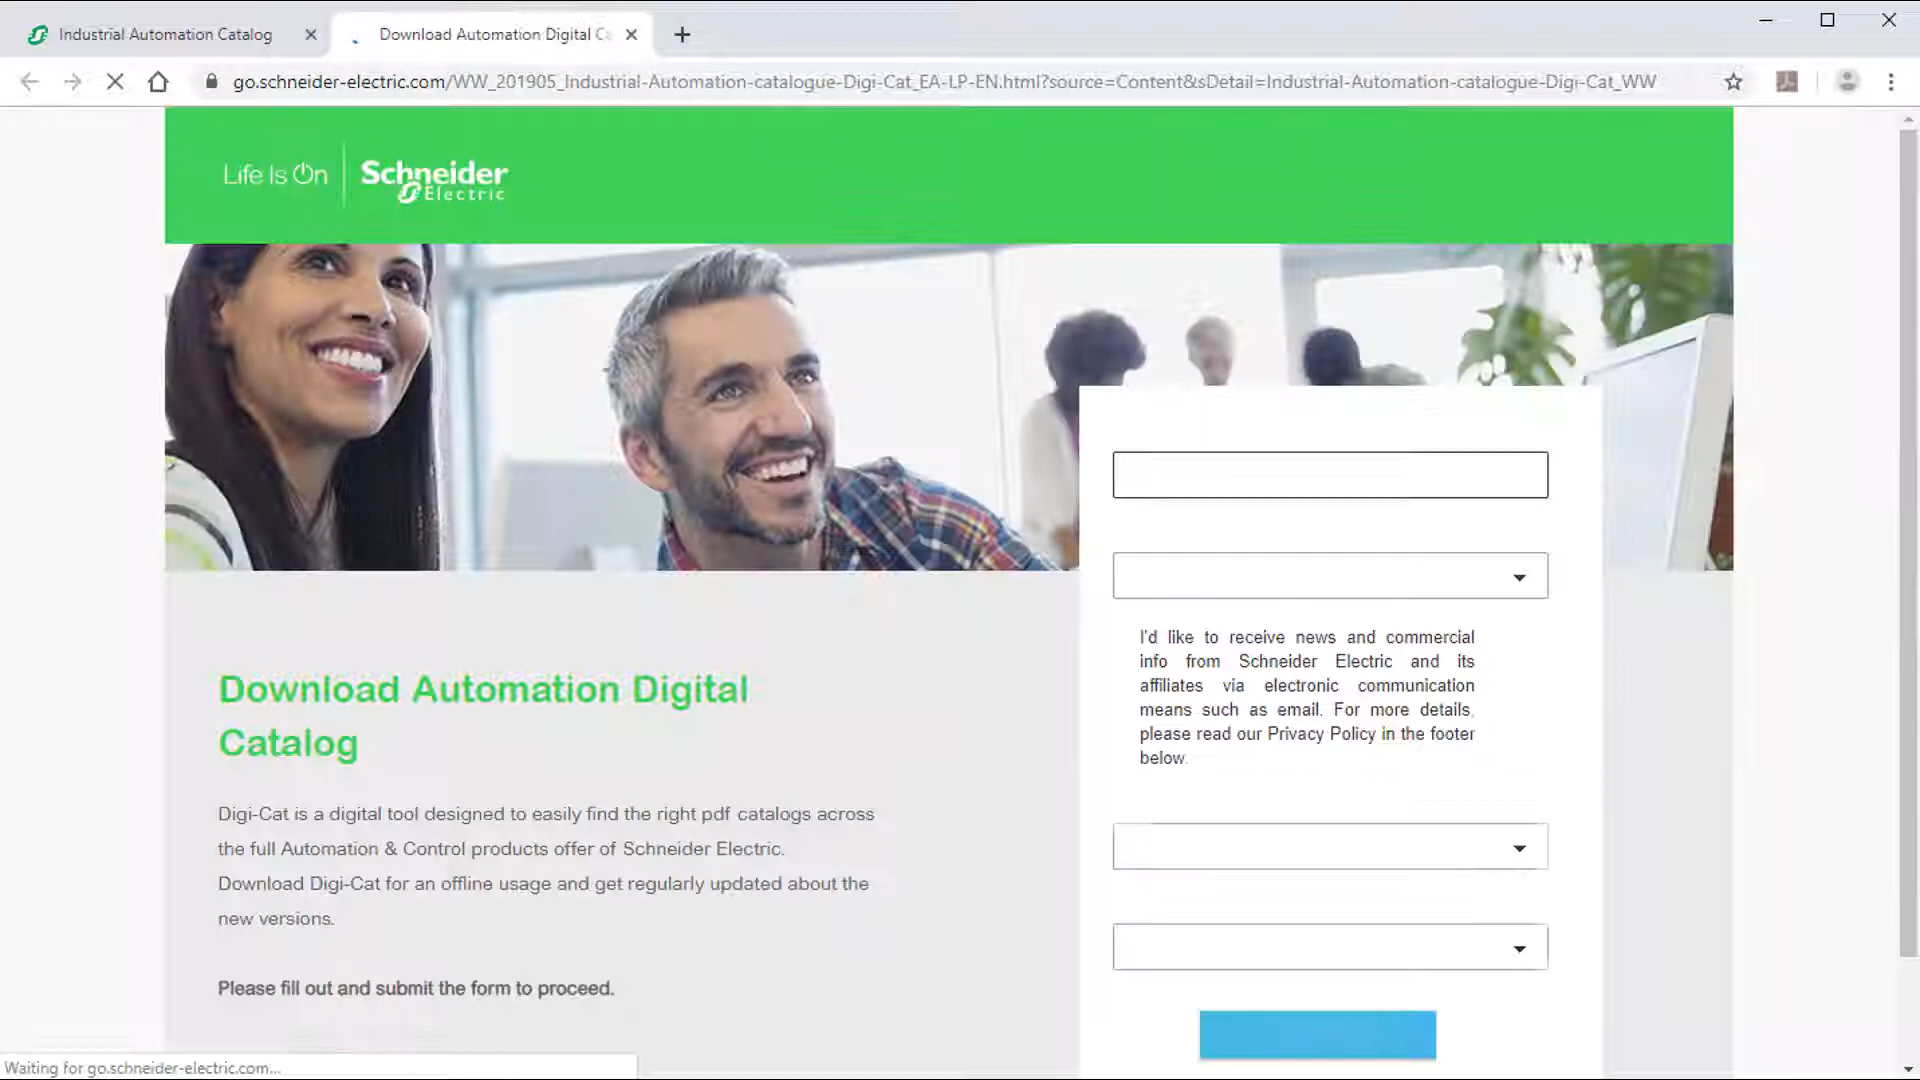 Industrial Automation Catalog
Download Automation Digital C
go.schneider-electric.com/WW_201905_Industrial-Automation-catalogue-Digi-Cat_EA-LP-EN.html?source=Content&sDetail=Industrial-Automation-catalogue-Digi-Cat_WW
Life Is On
Schneider
Electric
I'd like to receive news and commercial
info from Schneider Electric and its
affiliates via electronic communication
means such as email. For more details,
please read our Privacy Policy in the footer
below.
Download Automation Digital
Catalog
Digi-Cat is a digital tool designed to easily find the right pdf catalogs across
the full Automation & Control products offer of Schneider Electric.
Download Digi-Cat for an offline usage and get regularly updated about the
new versions.
Please fill out and submit the form to proceed.
Waiting for go.schneider-electric.com...